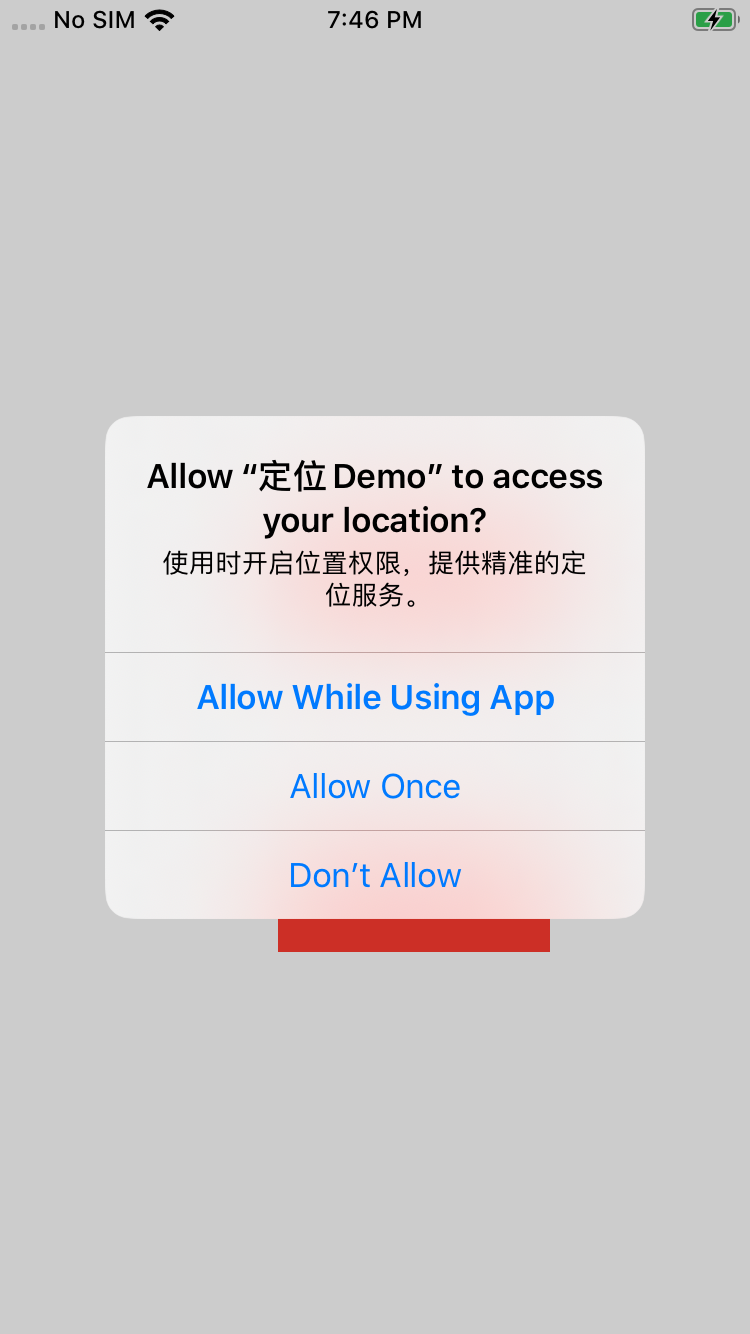 No SIM 7:46 PM
Allow “定位 Demo” to access
your location?
使用时开启位置权限，提供精准的定
位服务。
Allow While Using App
Allow Once
Don’t Allow